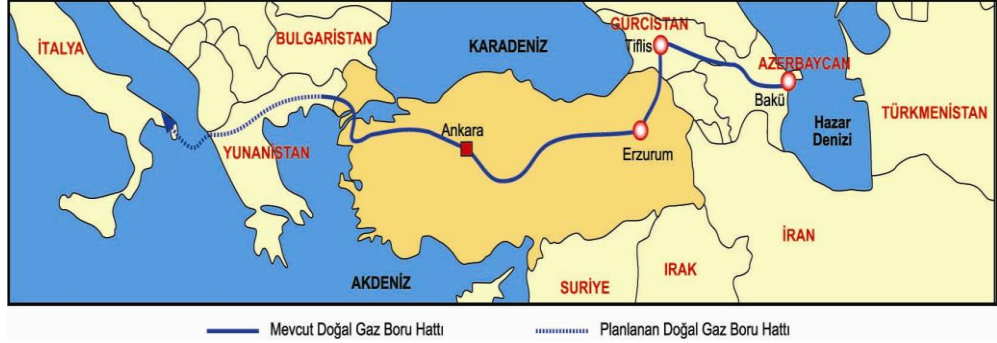 İTALYA
BULGARİSTAN
KARADENİZ
GÜRCİSTAN
Tiflis
AZERBAYCAN
Bakü
Hazar
Denizi
TÜRKMENİSTAN
Ankara
Erzurum
YUNANİSTAN
İRAN
AKDENİZ
SURİYE
IRAK
Mevcut Doğal Gaz Boru Hattı
Planlanan Doğal Gaz Boru Hattı